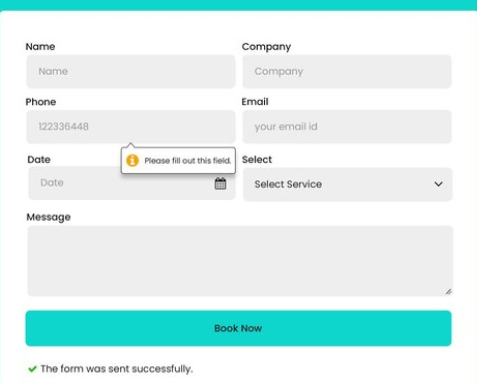 Name Company
Name Company
Phone Email
122336448 your email id
Please fill out this field.
Date Select
Date Select Service
Message
Book Now
The form was sent successfully.